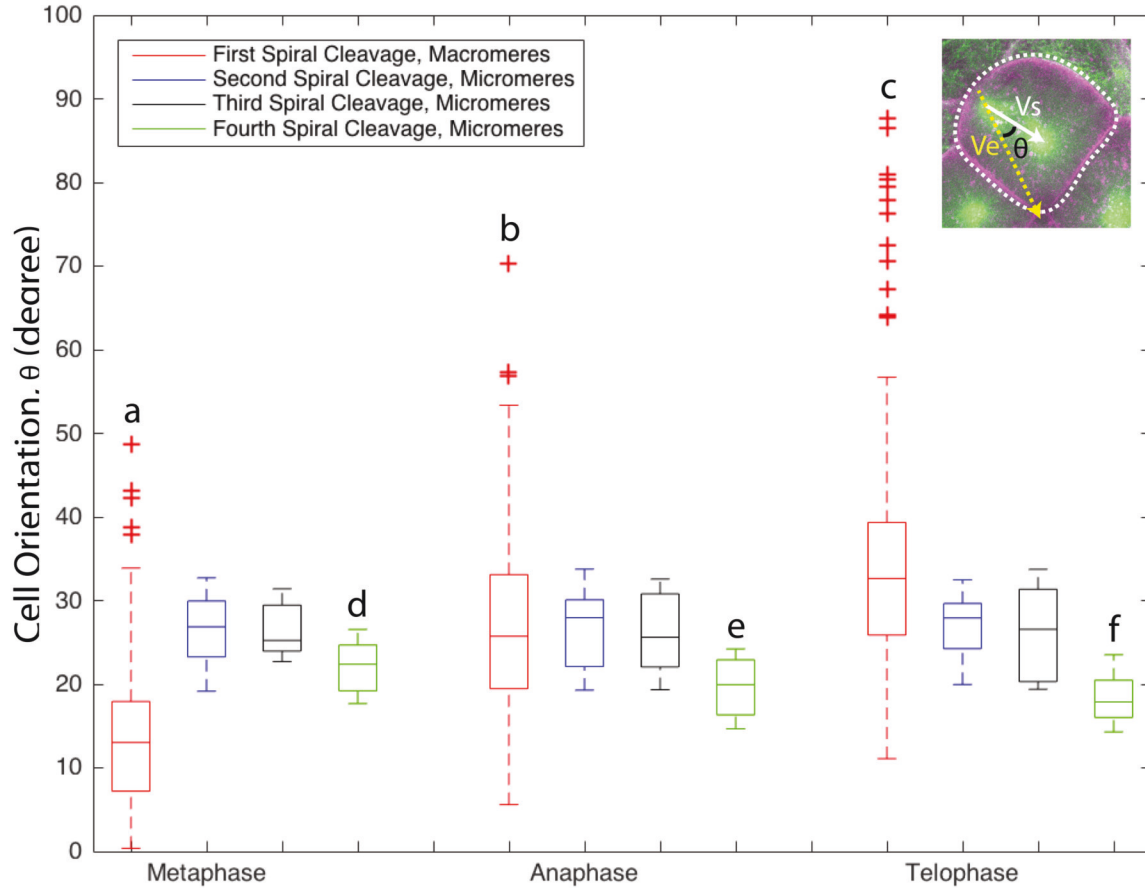 100
90
80
70
60
50
40
30
20
10
0
Cell Orientation. θ (degree)
First Spiral Cleavage, Macromeres
Second Spiral Cleavage, Micromeres
Third Spiral Cleavage, Micromeres
Fourth Spiral Cleavage, Micromeres
Vs
Ve
θ
a
b
c
d
e
f
Metaphase
Anaphase
Telophase